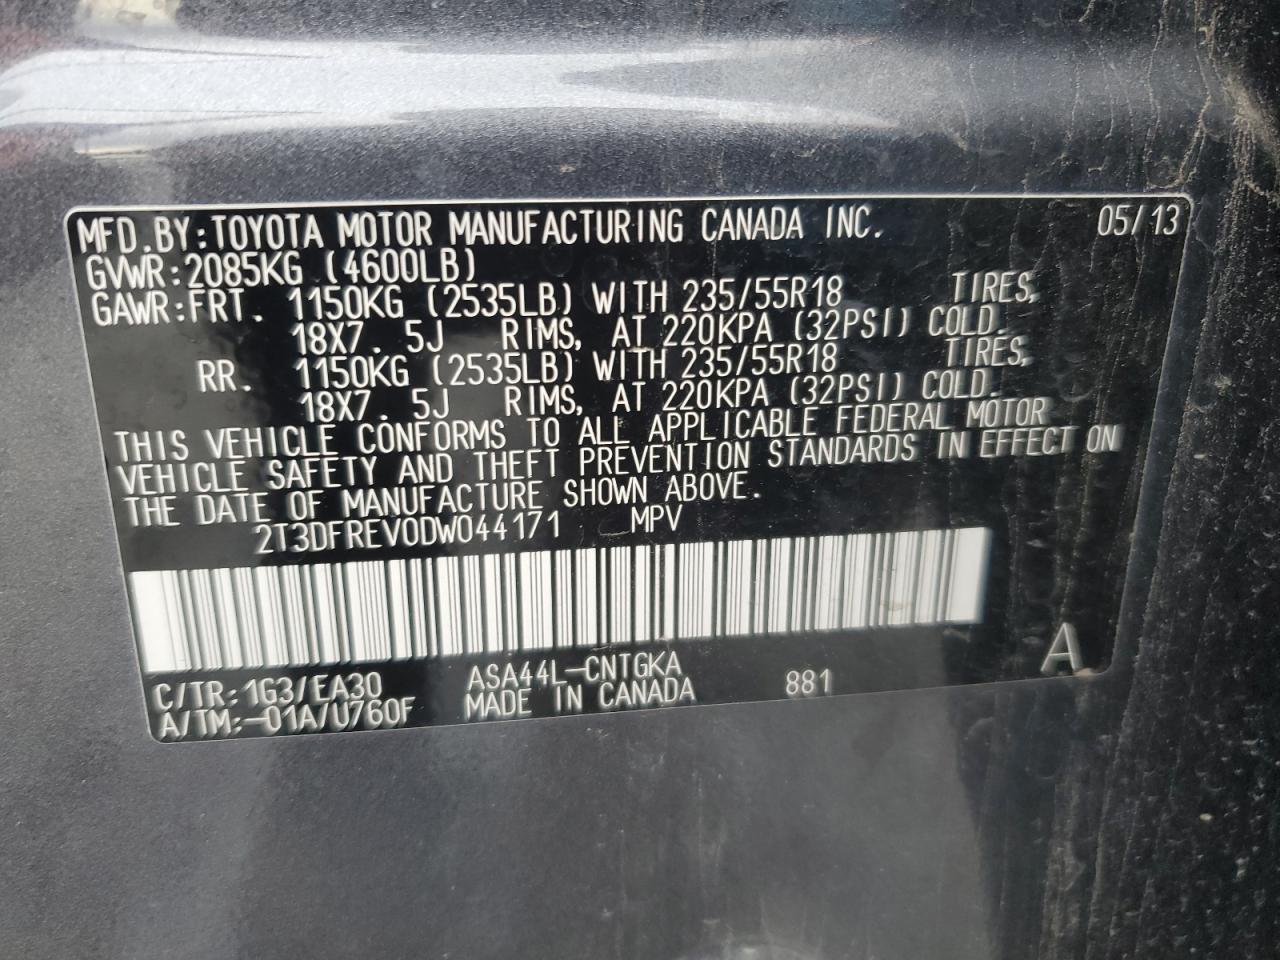 MFD.BY:TOYOTA MOTOR MANUFACTURING CANADA INC. 05/13
GVWR:2085KG (4600LB)
GAWR:FRT. 1150KG (2535LB) WITH 235/55R18 TIRES,
18X7.5J RIMS, AT 220KPA (32PSI) COLD.
RR. 1150KG (2535LB) WITH 235/55R18 TIRES,
18X7.5J RIMS, AT 220KPA (32PSI) COLD.
THIS VEHICLE CONFORMS TO ALL APPLICABLE FEDERAL MOTOR
VEHICLE SAFETY AND THEFT PREVENTION STANDARDS IN EFFECT ON
THE DATE OF MANUFACTURE SHOWN ABOVE.
2T3DFREV0DW044171 MPV
C/TR:1G3/EA30 ASA44L-CNTGKA 881 A
A/TM:-01A/U760F MADE IN CANADA